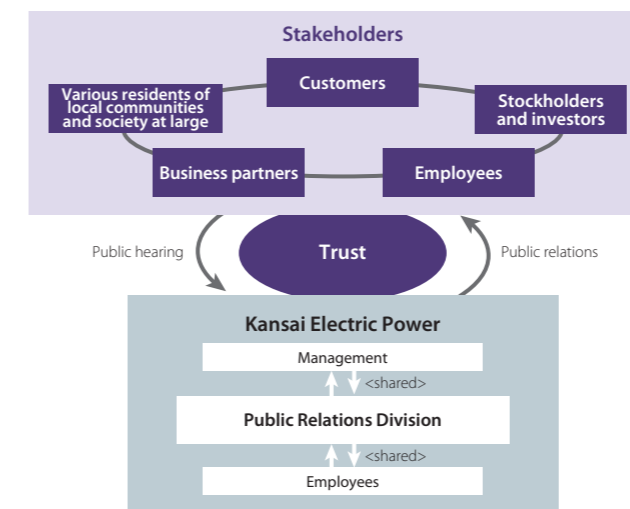 Stakeholders
Customers
Various residents of
local communities
and society at large
Stockholders
and investors
Business partners
Employees
Public hearing
Trust
Public relations
Kansai Electric Power
Management
<shared>
Public Relations Division
<shared>
Employees